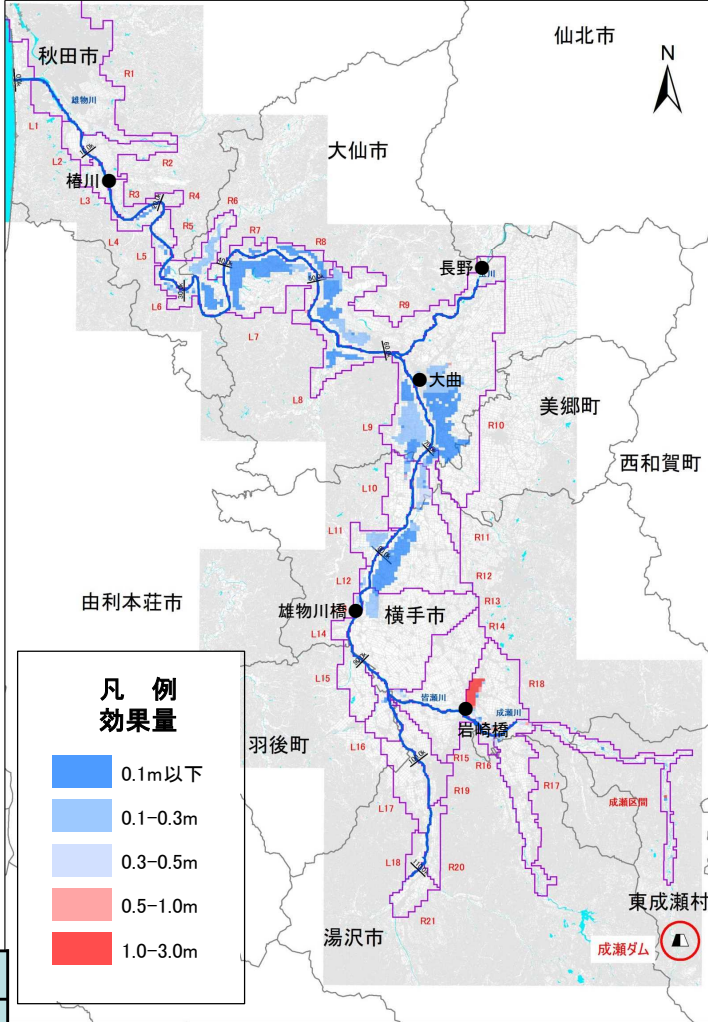 仙北市
秋田市
N
R1
雄物川
L1
大仙市
L2
R2
椿川
L3
R3
R4
L4
R5
R6
R7
R8
L5
長野
L6
R9
L7
大曲
L8
美郷町
L9
R10
西和賀町
L10
L11
R11
L12
R12
由利本荘市
R13
雄物川橋
横手市
L14
R14
L15
R18
皆瀬川
成瀬川
岩崎橋
羽後町
L16
R15
R16
R17
R19
成瀬区間
L17
L18
R20
東成瀬村
R21
湯沢市
成瀬ダム
凡 例
効果量
0.1m以下
0.1-0.3m
0.3-0.5m
0.5-1.0m
1.0-3.0m